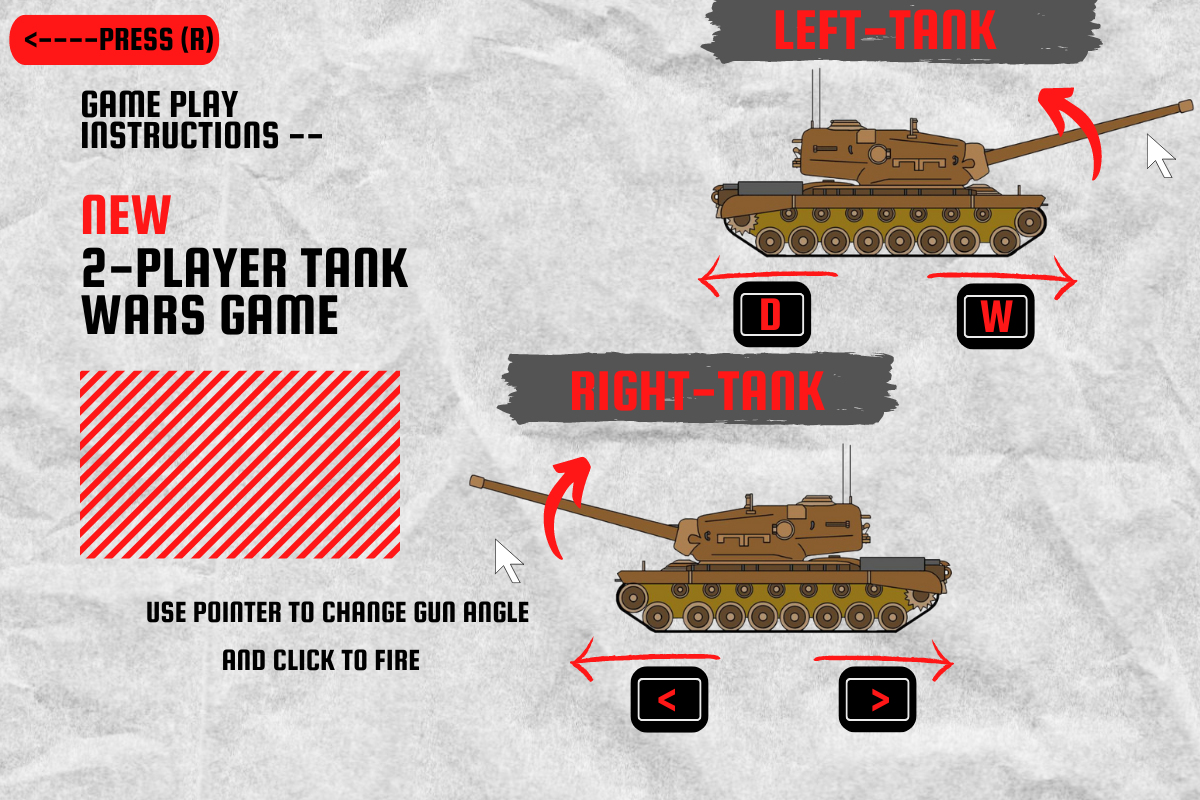 <----PRESS (R)
GAME PLAY
INSTRUCTIONS --
NEW
2-PLAYER TANK
WARS GAME
USE POINTER TO CHANGE GUN ANGLE
AND CLICK TO FIRE
LEFT-TANK
D
W
RIGHT-TANK
<
>